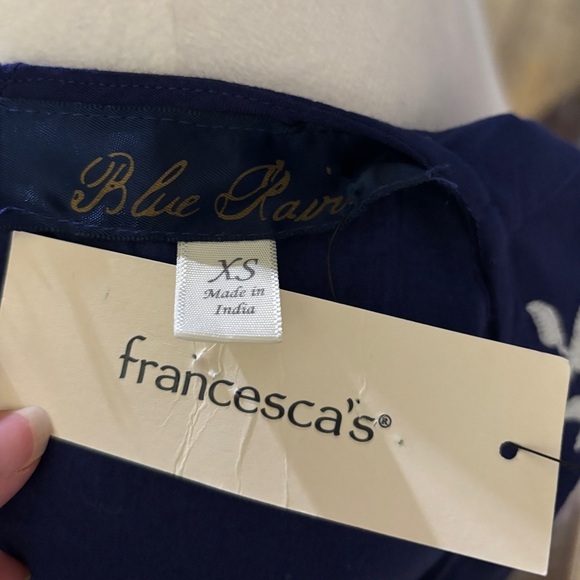 Blue Rain
XS
Made in
India
francesca's®